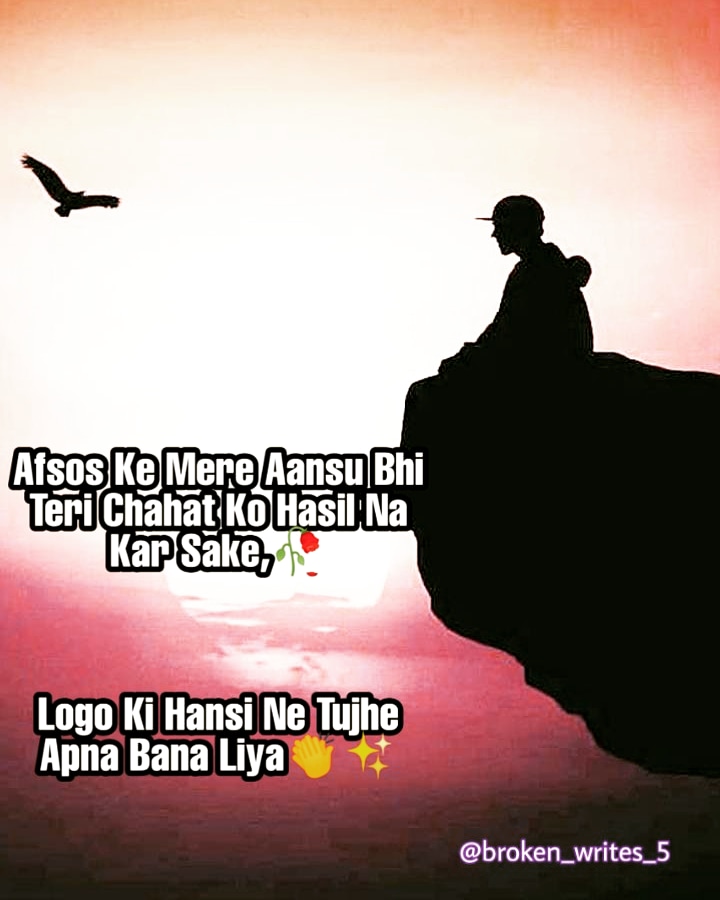 Afsos Ke Mere Aansu Bhi
Teri Chahat Ko Hasil Na
Kar Sake,🥀
Logo Ki Hansi Ne Tujhe
Apna Bana Liya👏✨
@broken_writes_5